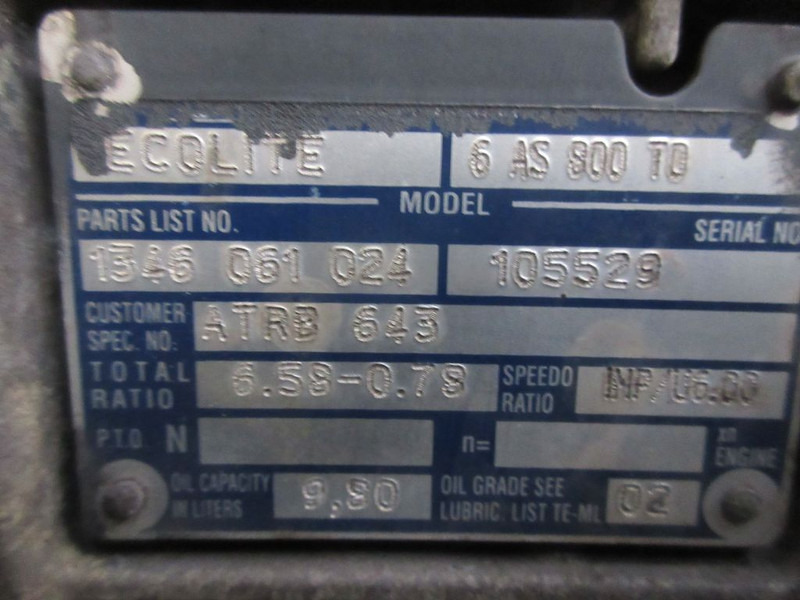 ECOLITE 6 AS 800 TO
MODEL
PARTS LIST NO. SERIAL NO
1346 061 024 105529
CUSTOMER SPEC. NO: ATRB 643
TOTAL RATIO 6.58-0.78 SPEEDO RATIO IMP/U6.00
P.T.O N n= xn ENGINE
OIL CAPACITY IN LITERS 9,80 OIL GRADE SEE LUBRIC. LIST TE-ML 02